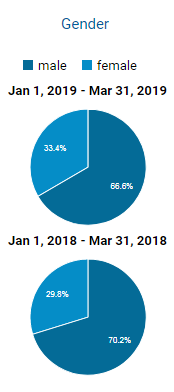 Gender
male female
Jan 1, 2019 - Mar 31, 2019
33.4%
66.6%
Jan 1, 2018 - Mar 31, 2018
29.8%
70.2%